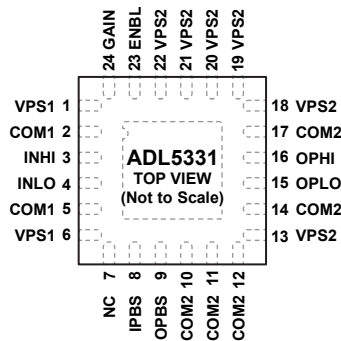 24 GAIN
23 ENBL
22 VPS2
21 VPS2
20 VPS2
19 VPS2
VPS1 1
COM1 2
INHI 3
INLO 4
COM1 5
VPS1 6
ADL5331
TOP VIEW
(Not to Scale)
18 VPS2
17 COM2
16 OPHI
15 OPLO
14 COM2
13 VPS2
NC 7
IPBS 8
OPBS 9
COM2 10
COM2 11
COM2 12